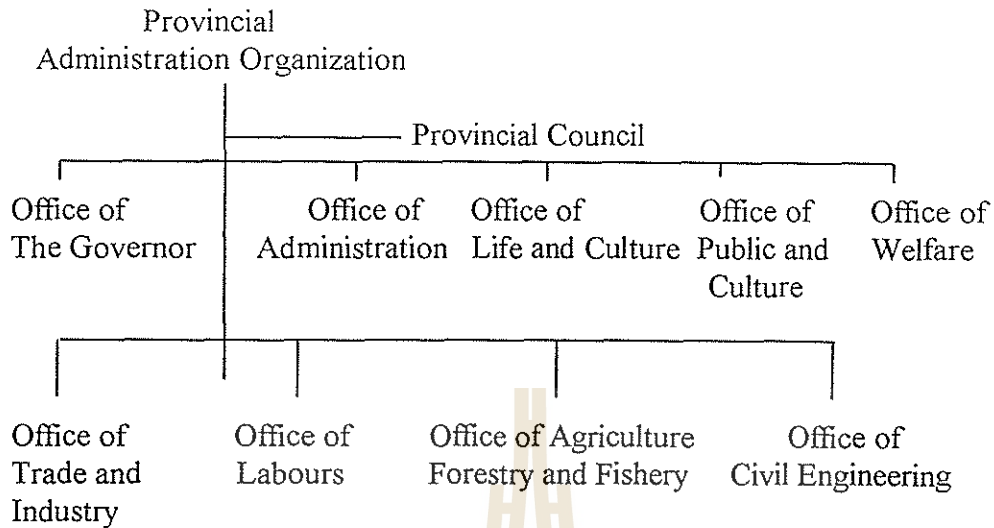 Provincial
Administration Organization
Provincial Council
Office of
The Governor
Office of
Administration
Office of
Life and Culture
Office of
Public and
Culture
Office of
Welfare
Office of
Trade and
Industry
Office of
Labours
Office of Agriculture
Forestry and Fishery
Office of
Civil Engineering